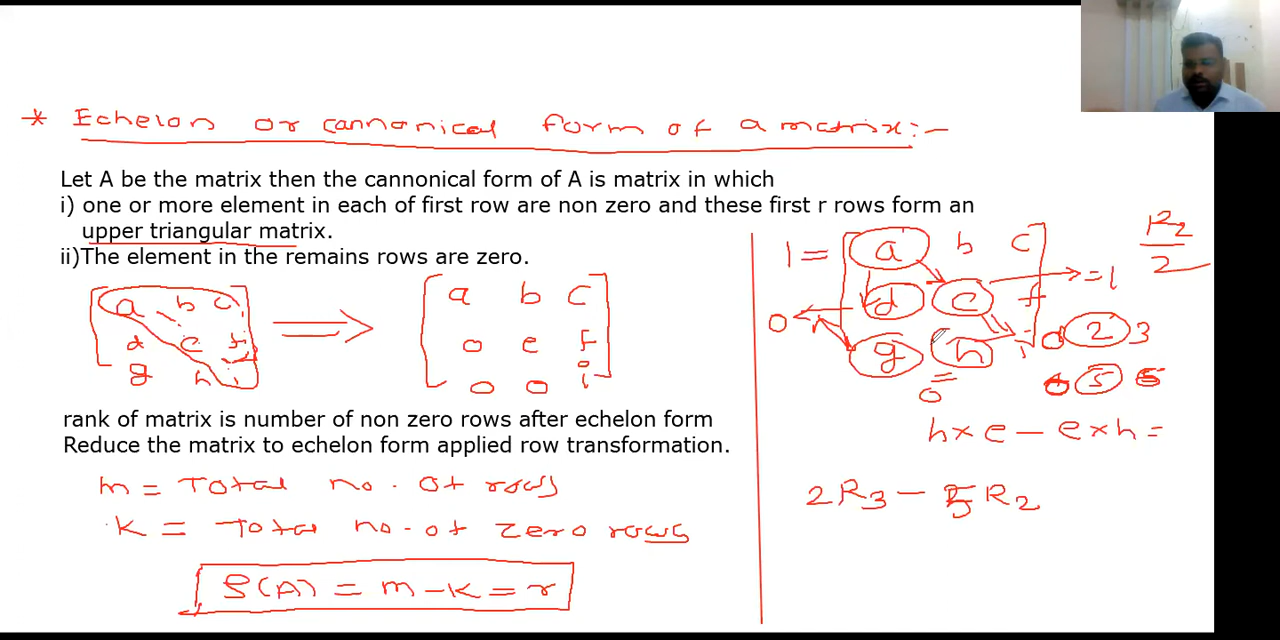 * Echelon or cannonical form of a matrix:-
Let A be the matrix then the cannonical form of A is matrix in which
i) one or more element in each of first row are non zero and these first r rows form an
upper triangular matrix.
ii)The element in the remains rows are zero.
a b c
d e f
g h i
a b c
0 e f
0 0 i
rank of matrix is number of non zero rows after echelon form
Reduce the matrix to echelon form applied row transformation.
m = Total no. of rows
k = Total no. of zero rows
ρ(A) = m - k = r
1 = a b c
R2/2
d e f = 1
0
g h i
0
0 2 3
5
h×e - e×h =
2R3 - 5R2